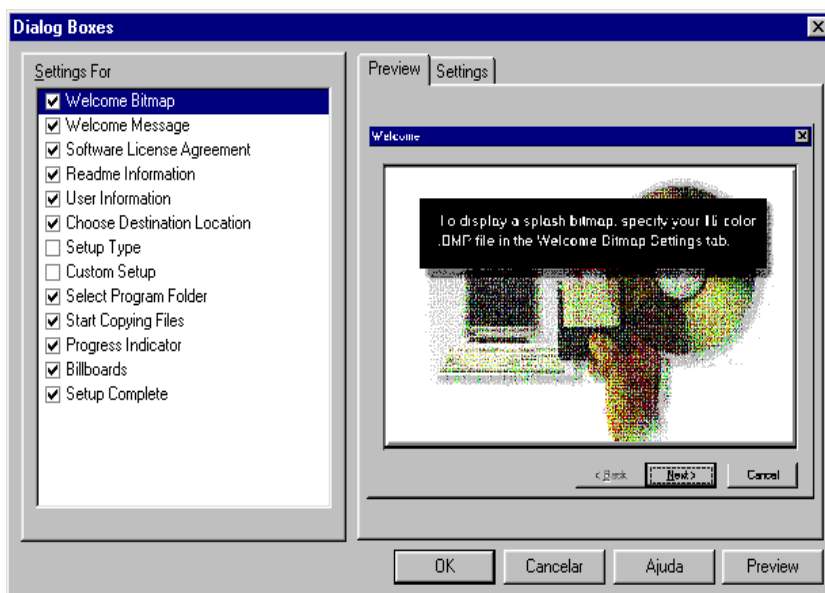 Dialog Boxes
Settings For
Welcome Bitmap
Welcome Message
Software License Agreement
Readme Information
User Information
Choose Destination Location
Setup Type
Custom Setup
Select Program Folder
Start Copying Files
Progress Indicator
Billboards
Setup Complete
Preview Settings
Welcome
To display a splash bitmap, specify your 16 color
.BMP file in the Welcome Bitmap Settings tab.
< Back Next > Cancel
OK Cancelar Ajuda Preview